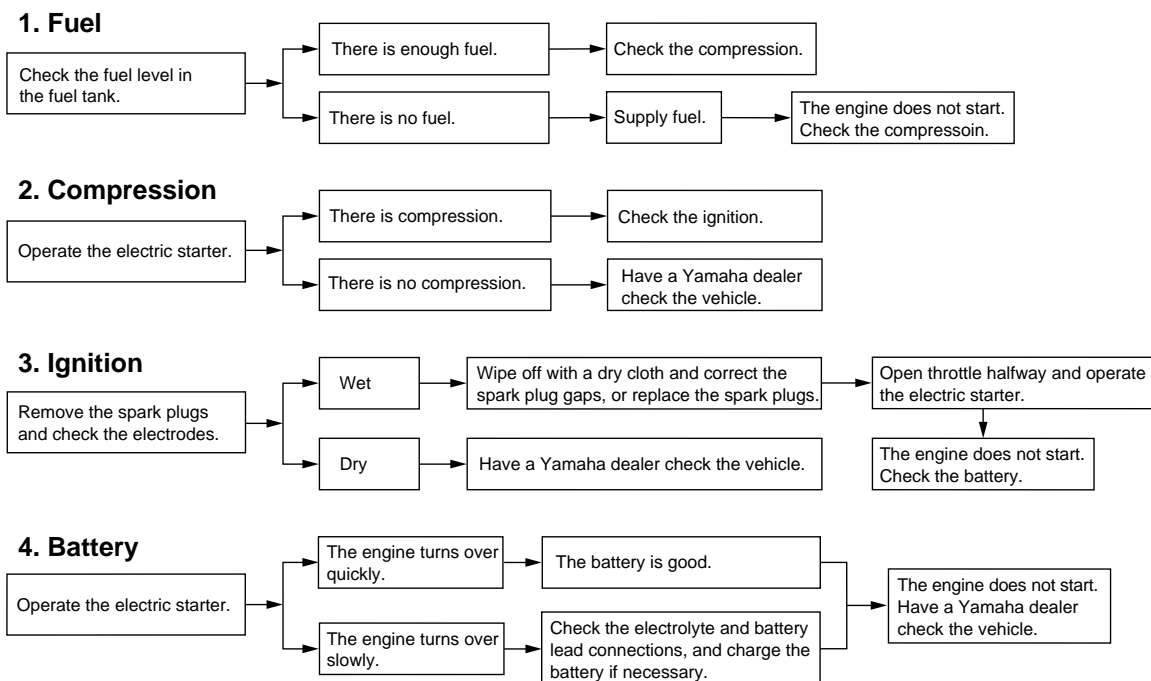 1. Fuel
Check the fuel level in
the fuel tank.
There is enough fuel.
Check the compression.
There is no fuel.
Supply fuel.
The engine does not start.
Check the compressoin.
2. Compression
Operate the electric starter.
There is compression.
Check the ignition.
There is no compression.
Have a Yamaha dealer
check the vehicle.
3. Ignition
Remove the spark plugs
and check the electrodes.
Wet
Wipe off with a dry cloth and correct the
spark plug gaps, or replace the spark plugs.
Open throttle halfway and operate
the electric starter.
Dry
Have a Yamaha dealer check the vehicle.
The engine does not start.
Check the battery.
4. Battery
Operate the electric starter.
The engine turns over
quickly.
The battery is good.
The engine turns over
slowly.
Check the electrolyte and battery
lead connections, and charge the
battery if necessary.
The engine does not start.
Have a Yamaha dealer
check the vehicle.